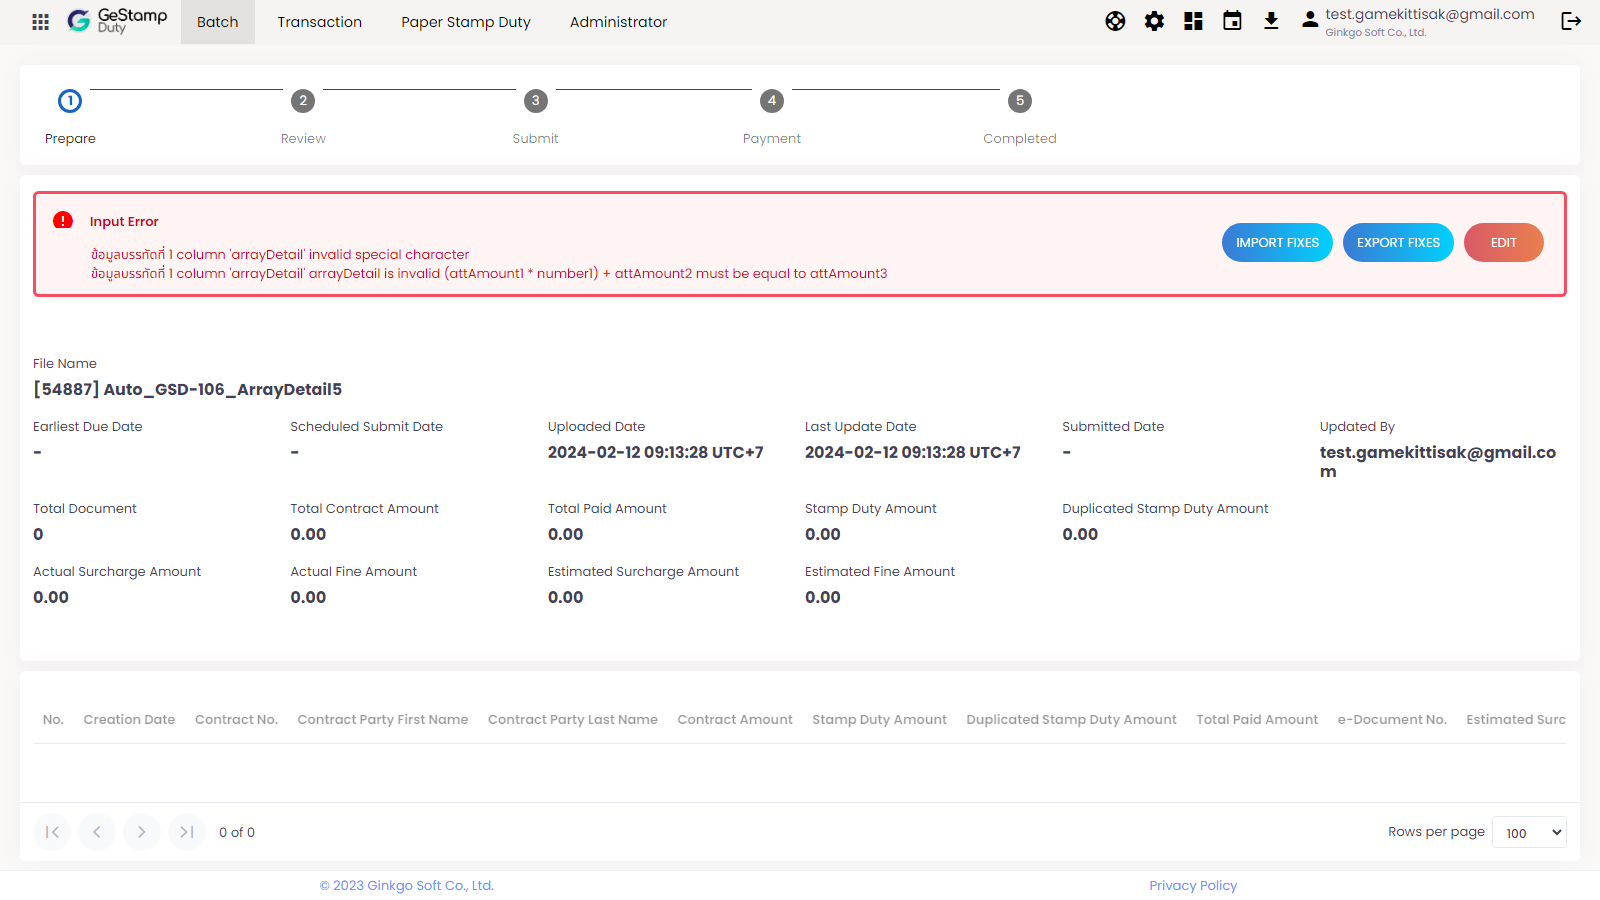 GeStamp
Duty
Batch
Transaction
Paper Stamp Duty
Administrator
test.gamekittisak@gmail.com
Ginkgo Soft Co., Ltd.
1
2
3
4
5
Prepare
Review
Submit
Payment
Completed
Input Error
ข้อมูลบรรทัดที่ 1 column 'arrayDetail' invalid special character
ข้อมูลบรรทัดที่ 1 column 'arrayDetail' arrayDetail is invalid (attAmount1 * number1) + attAmount2 must be equal to attAmount3
IMPORT FIXES
EXPORT FIXES
EDIT
File Name
[54887] Auto_GSD-106_ArrayDetail5
Earliest Due Date
Scheduled Submit Date
Uploaded Date
Last Update Date
Submitted Date
Updated By
-
-
2024-02-12 09:13:28 UTC+7
2024-02-12 09:13:28 UTC+7
-
test.gamekittisak@gmail.co
m
Total Document
Total Contract Amount
Total Paid Amount
Stamp Duty Amount
Duplicated Stamp Duty Amount
0
0.00
0.00
0.00
0.00
Actual Surcharge Amount
Actual Fine Amount
Estimated Surcharge Amount
Estimated Fine Amount
0.00
0.00
0.00
0.00
No.
Creation Date
Contract No.
Contract Party First Name
Contract Party Last Name
Contract Amount
Stamp Duty Amount
Duplicated Stamp Duty Amount
Total Paid Amount
e-Document No.
Estimated Surc
0 of 0
Rows per page
100
© 2023 Ginkgo Soft Co., Ltd.
Privacy Policy